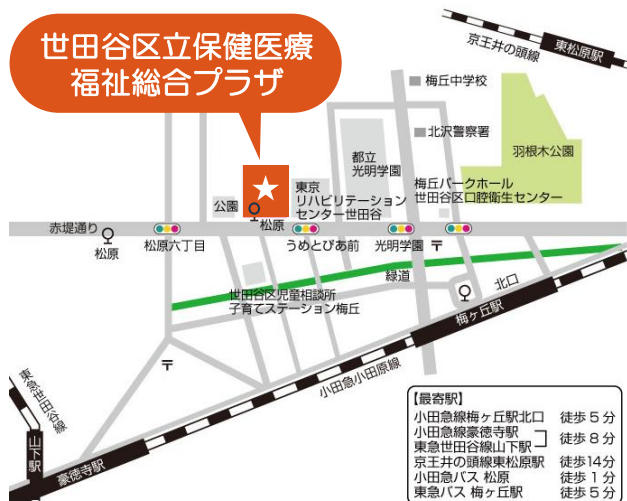 世田谷区立保健医療
福祉総合プラザ
京王井の頭線
東松原駅
梅丘中学校
北沢警察署
羽根木公園
都立
光明学園
東京
リハビリテーション
センター世田谷
梅丘パークホール
世田谷区口腔衛生センター
公園
松原
赤堤通り
松原
松原六丁目
うめとぴあ前
光明学園
〒
緑道
北口
世田谷区児童相談所
子育てステーション梅丘
梅ヶ丘駅
〒
小田急小田原線
東急世田谷線
山下駅
豪徳寺駅
【最寄駅】
小田急線梅ヶ丘駅北口 徒歩5分
小田急線豪徳寺駅
東急世田谷線山下駅 徒歩8分
京王井の頭線東松原駅 徒歩14分
小田急バス 松原 徒歩1分
東急バス 梅ヶ丘駅 徒歩5分